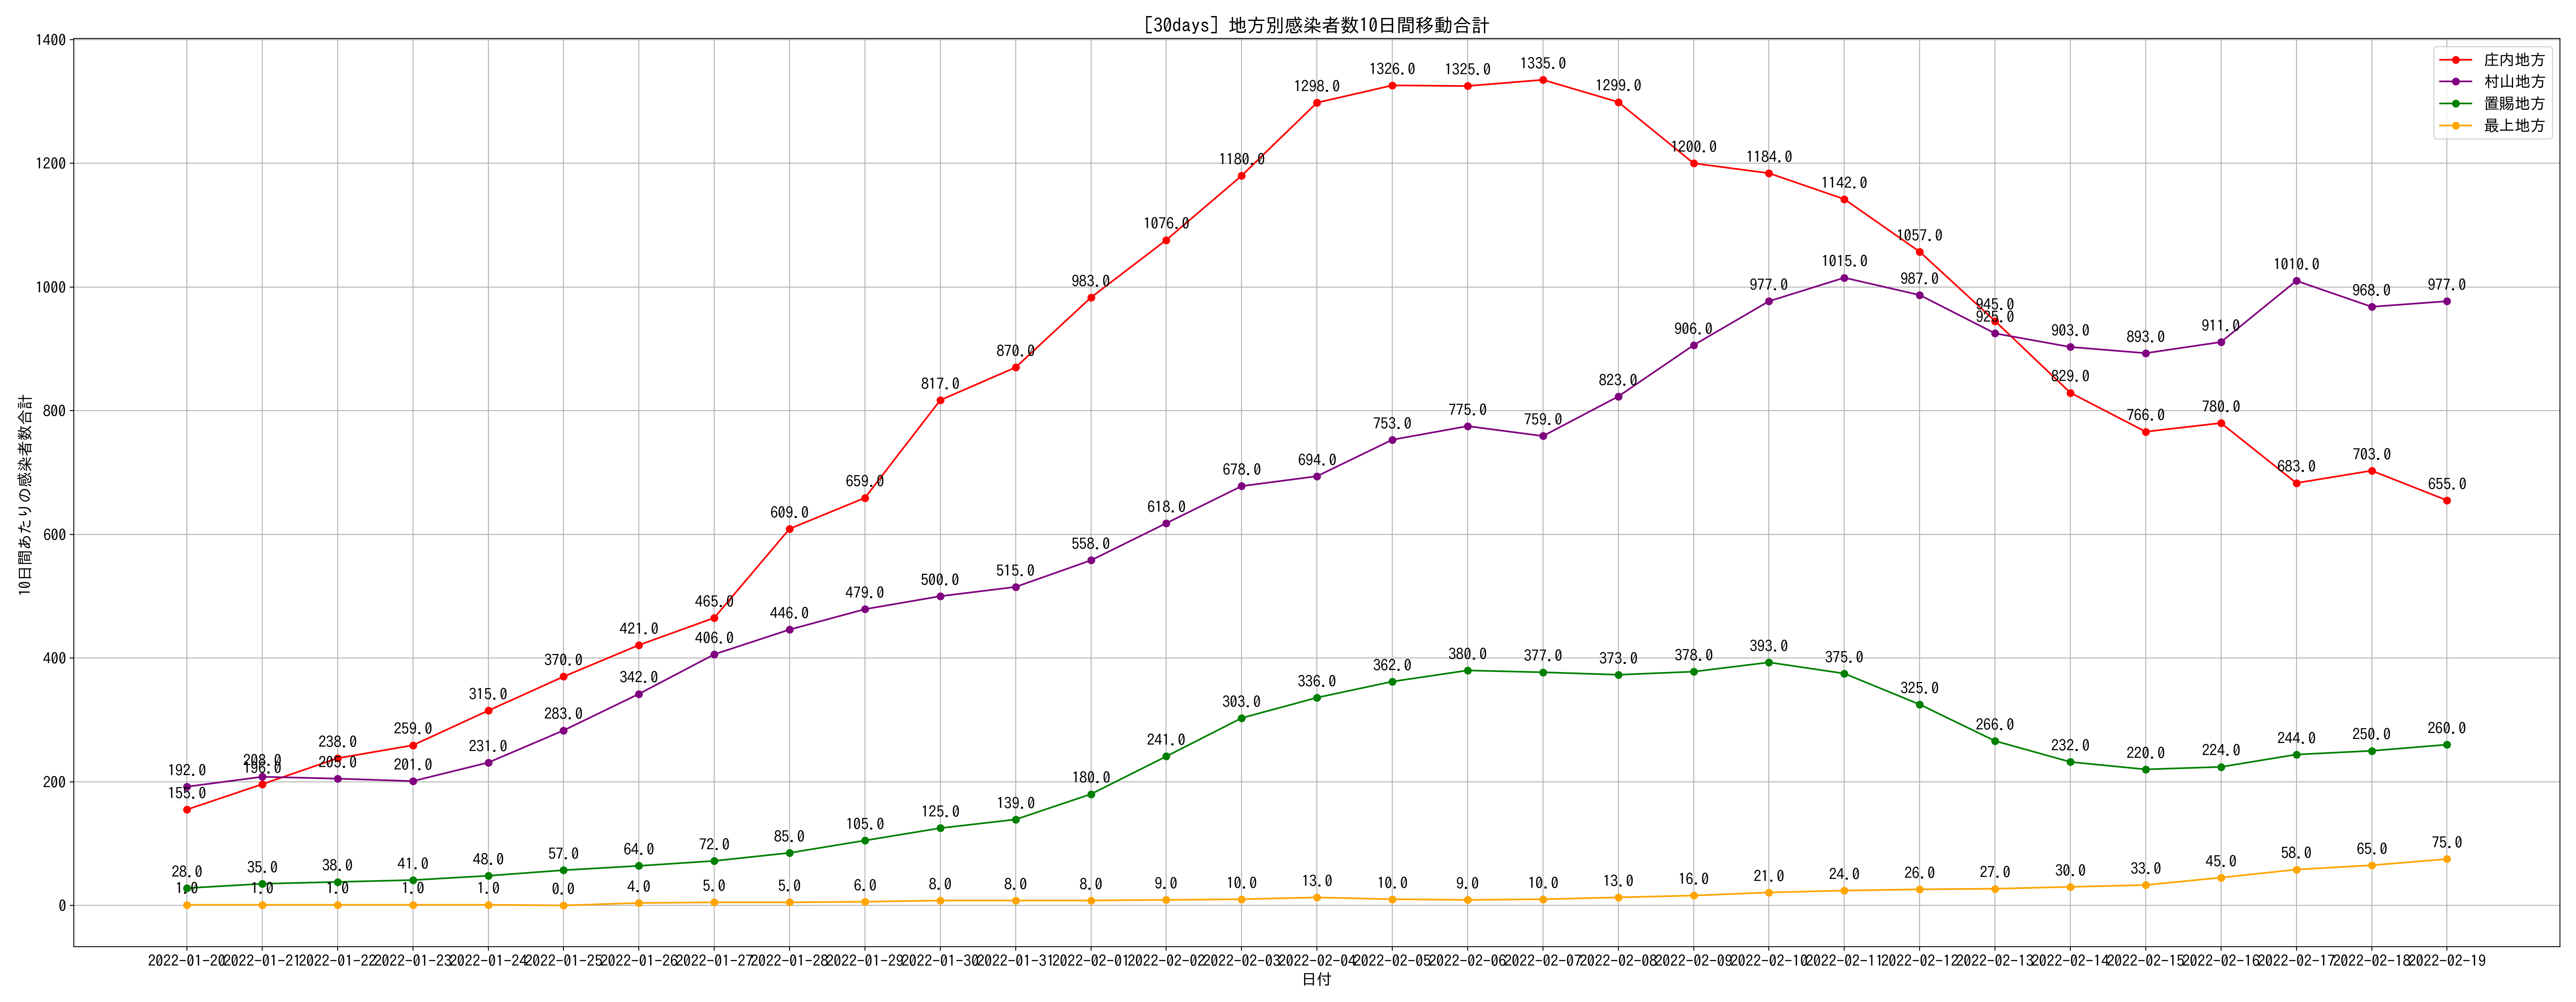 [30days] 地方別感染者数10日間移動合計
庄内地方
村山地方
置賜地方
最上地方
10日間あたりの感染者数合計
1400
1200
1000
800
600
400
200
0
155.0 196.0 238.0 259.0 315.0 370.0 421.0 465.0 609.0 659.0 817.0 870.0 983.0 1076.0 1180.0 1298.0 1326.0 1325.0 1335.0 1299.0 1200.0 1184.0 1142.0 1057.0 945.0 829.0 766.0 780.0 683.0 703.0 655.0
192.0 208.0 205.0 201.0 231.0 283.0 342.0 406.0 446.0 479.0 500.0 515.0 558.0 618.0 678.0 694.0 753.0 775.0 759.0 823.0 906.0 977.0 1015.0 987.0 925.0 903.0 893.0 911.0 1010.0 968.0 977.0
28.0 35.0 38.0 41.0 48.0 57.0 64.0 72.0 85.0 105.0 125.0 139.0 180.0 241.0 303.0 336.0 362.0 380.0 377.0 373.0 378.0 393.0 375.0 325.0 266.0 232.0 220.0 224.0 244.0 250.0 260.0
1.0 1.0 1.0 1.0 1.0 0.0 4.0 5.0 5.0 6.0 8.0 8.0 8.0 9.0 10.0 13.0 10.0 9.0 10.0 13.0 16.0 21.0 24.0 26.0 27.0 30.0 33.0 45.0 58.0 65.0 75.0
2022-01-20 2022-01-21 2022-01-22 2022-01-23 2022-01-24 2022-01-25 2022-01-26 2022-01-27 2022-01-28 2022-01-29 2022-01-30 2022-01-31 2022-02-01 2022-02-02 2022-02-03 2022-02-04 2022-02-05 2022-02-06 2022-02-07 2022-02-08 2022-02-09 2022-02-10 2022-02-11 2022-02-12 2022-02-13 2022-02-14 2022-02-15 2022-02-16 2022-02-17 2022-02-18 2022-02-19
日付